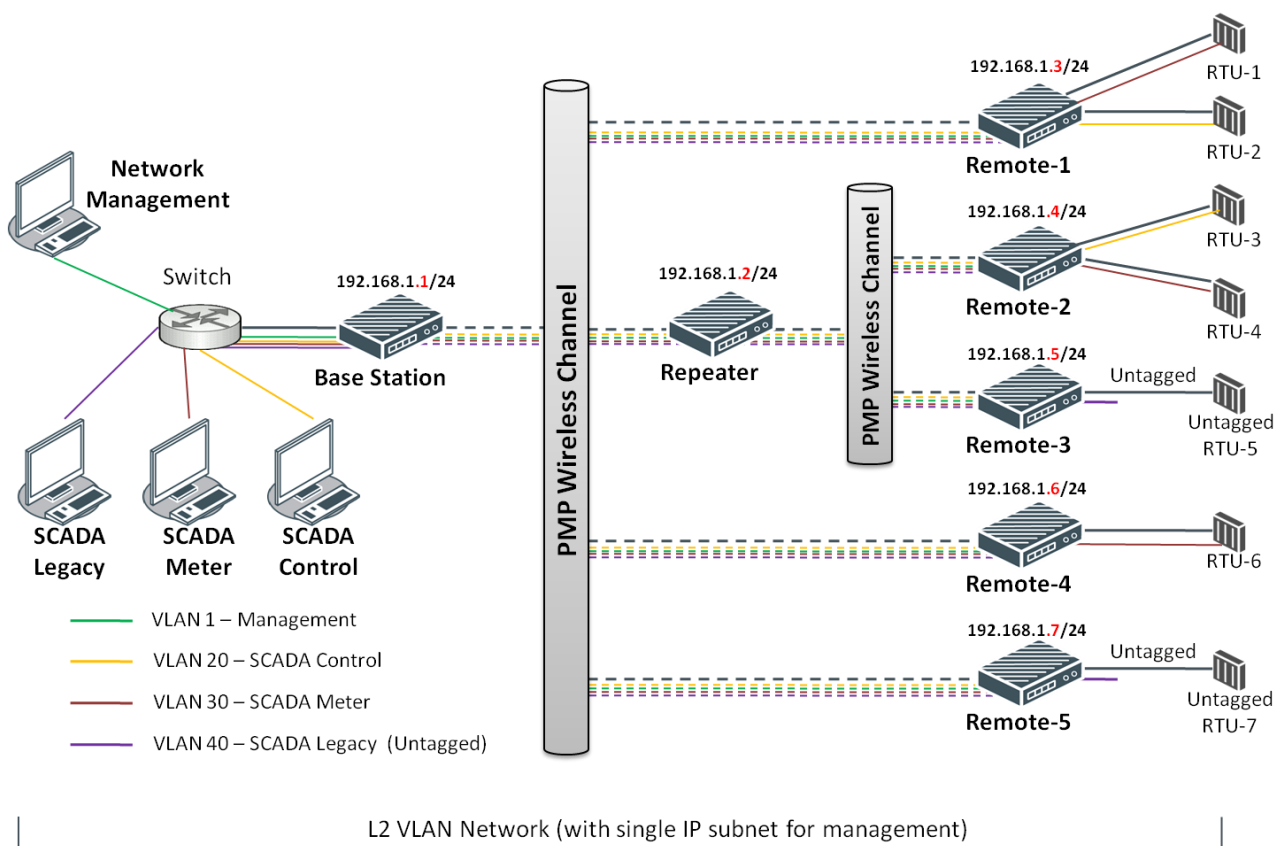 192.168.1.3/24
RTU-1
Remote-1
RTU-2
Network
Management
Switch
192.168.1.1/24
Base Station
PMP Wireless Channel
192.168.1.2/24
Repeater
PMP Wireless Channel
192.168.1.4/24
RTU-3
Remote-2
RTU-4
192.168.1.5/24
Untagged
Remote-3
Untagged
RTU-5
SCADA
Legacy
SCADA
Meter
SCADA
Control
192.168.1.6/24
Remote-4
RTU-6
192.168.1.7/24
Untagged
Remote-5
Untagged
RTU-7
VLAN 1 – Management
VLAN 20 – SCADA Control
VLAN 30 – SCADA Meter
VLAN 40 – SCADA Legacy (Untagged)
L2 VLAN Network (with single IP subnet for management)